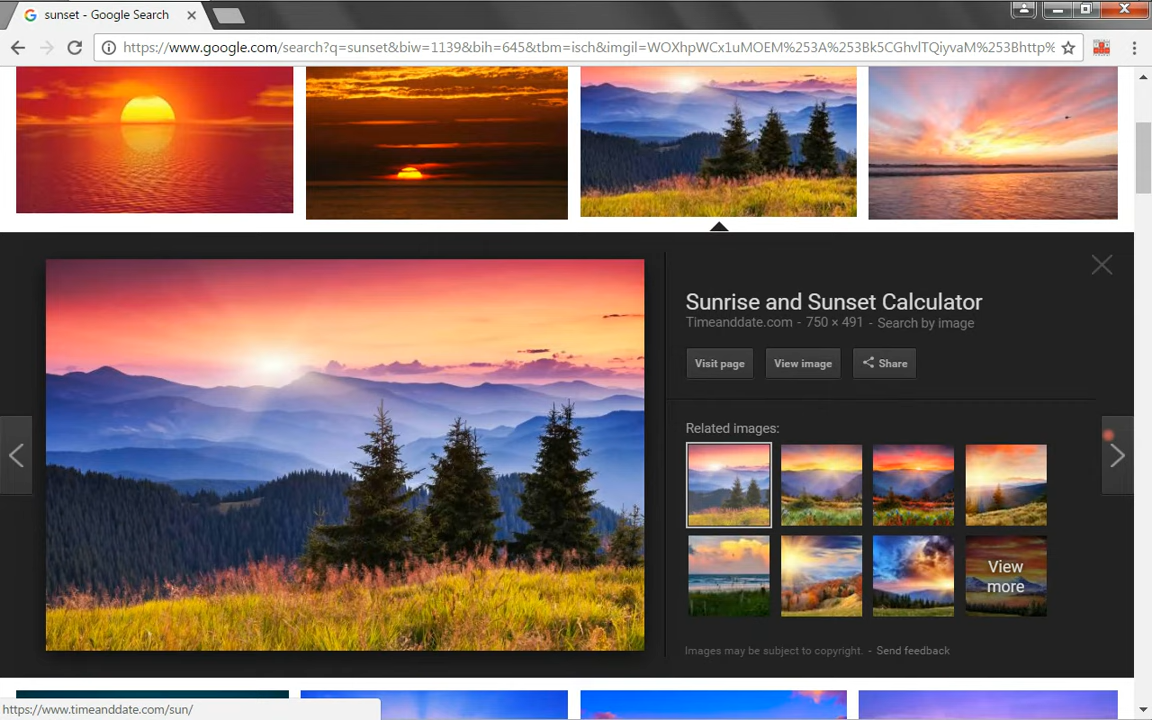 sunset - Google Search
https://www.google.com/search?q=sunset&biw=1139&bih=645&tbm=isch&imgil=WOXhpWCx1uMOEM%253A%253Bk5CGhvlTQiyvaM%253Bhttp%
Sunrise and Sunset Calculator
Timeanddate.com - 750 × 491 - Search by image
Visit page View image Share
Related images:
View
more
Images may be subject to copyright. - Send feedback
https://www.timeanddate.com/sun/